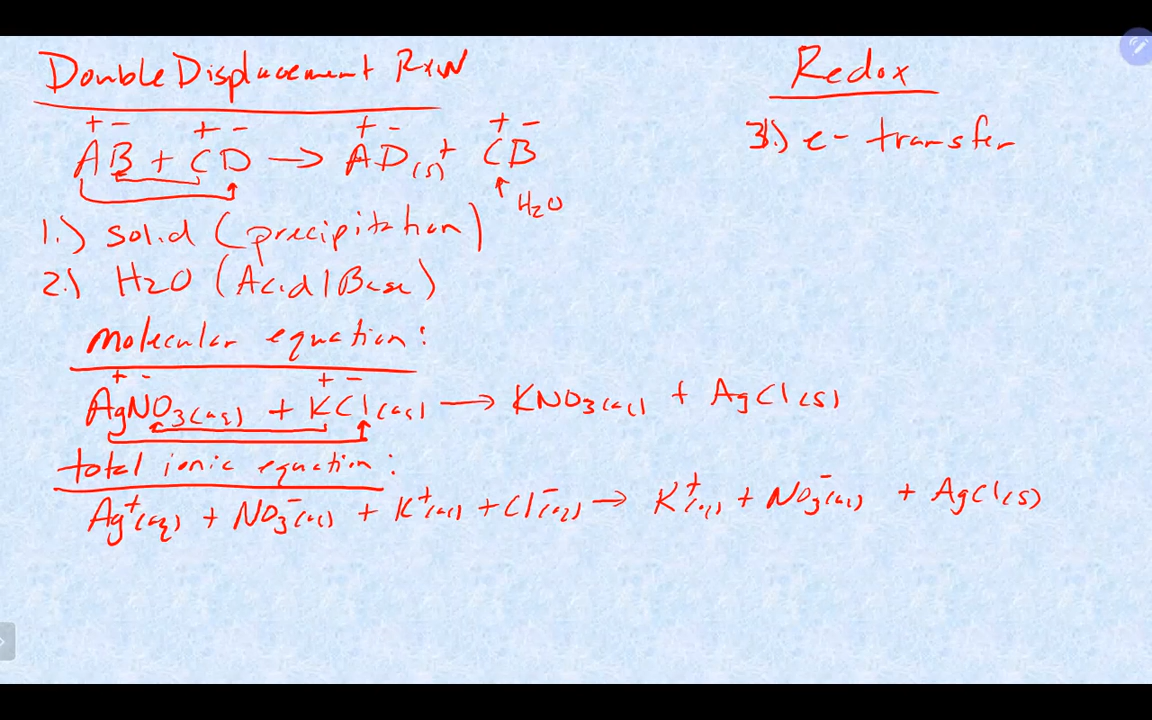 Double Displacement Rxn
+ - + - + - + -
AB + CD → AD(s) + CB
H2O
1.) solid (precipitation)
2.) H2O (Acid/Base)
molecular equation:
+ - + -
AgNO3(aq) + KCl(aq) → KNO3(aq) + AgCl(s)
total ionic equation:
Ag+(aq) + NO3-(aq) + K+(aq) + Cl-(aq) → K+(aq) + NO3-(aq) + AgCl(s)
Redox
3.) e- transfer